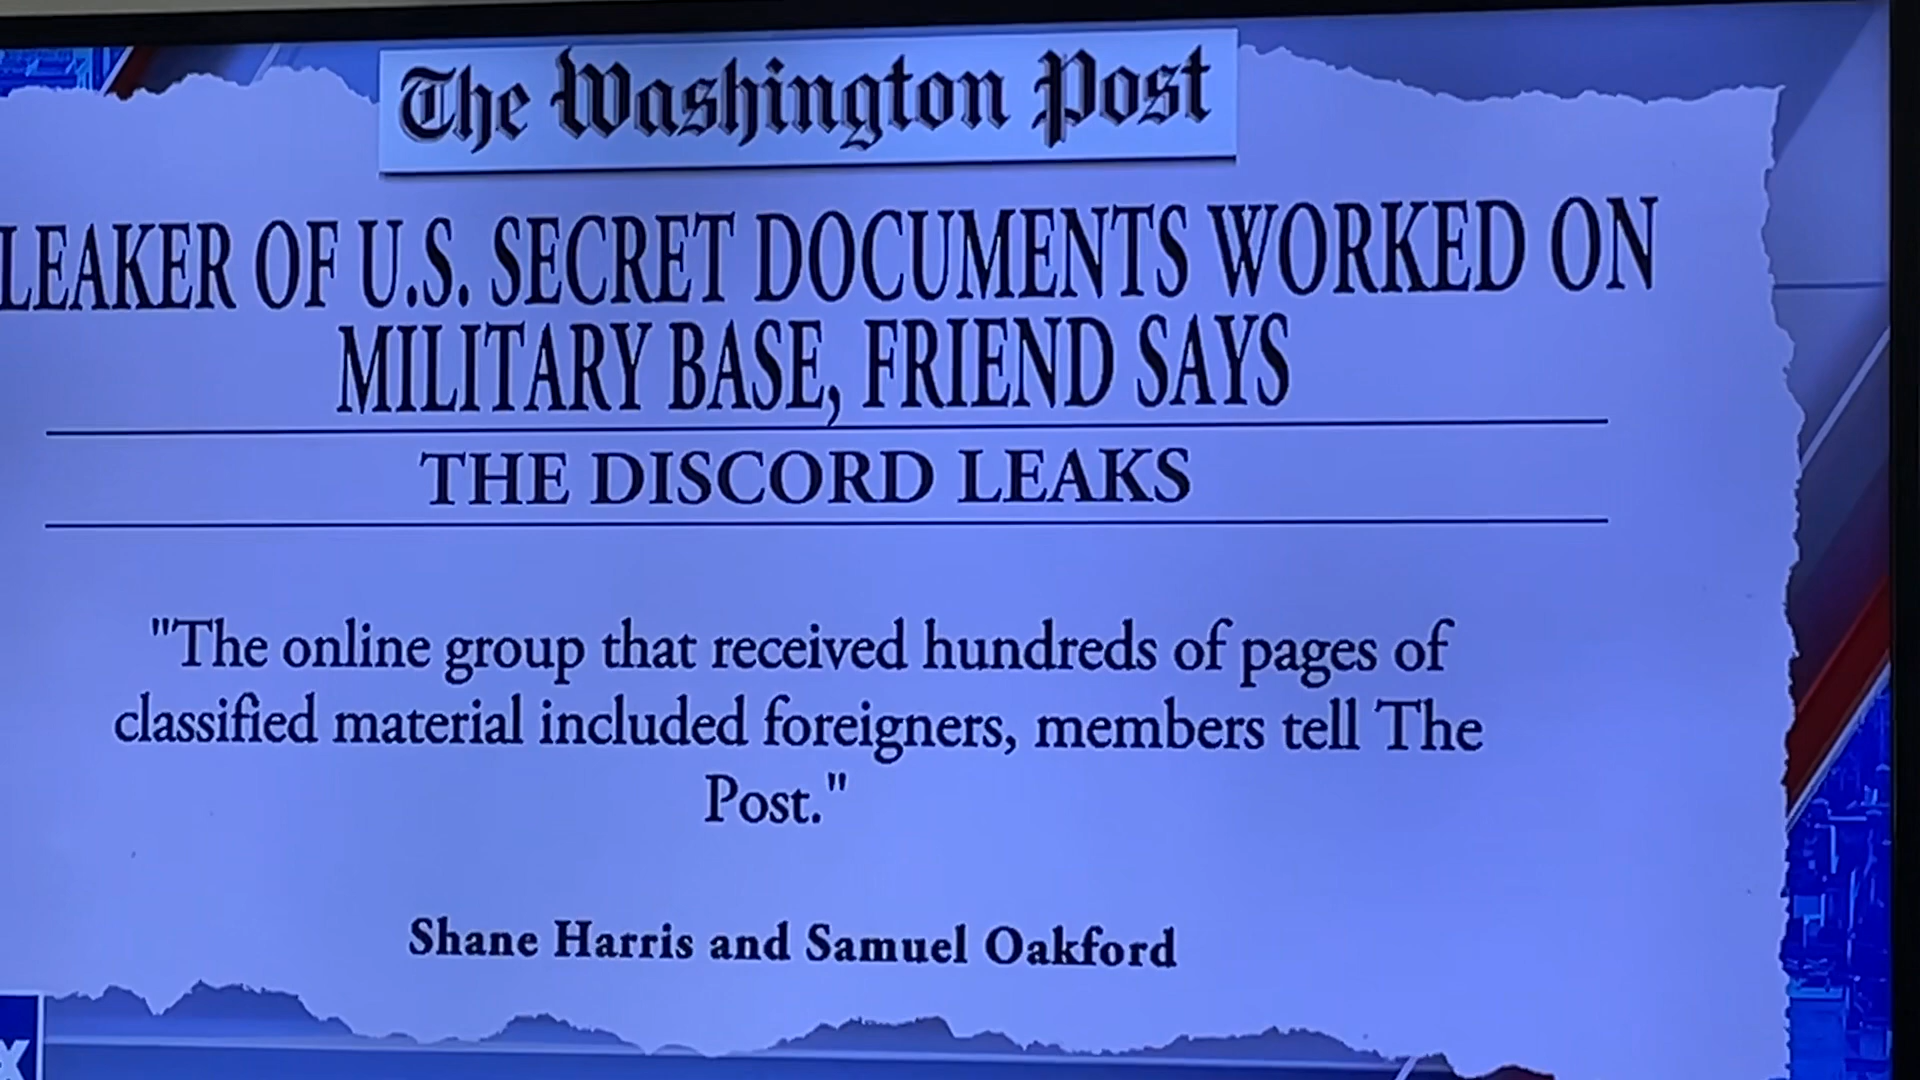 The Washington Post
LEAKER OF U.S. SECRET DOCUMENTS WORKED ON
MILITARY BASE, FRIEND SAYS
THE DISCORD LEAKS
"The online group that received hundreds of pages of
classified material included foreigners, members tell The
Post."
Shane Harris and Samuel Oakford
X